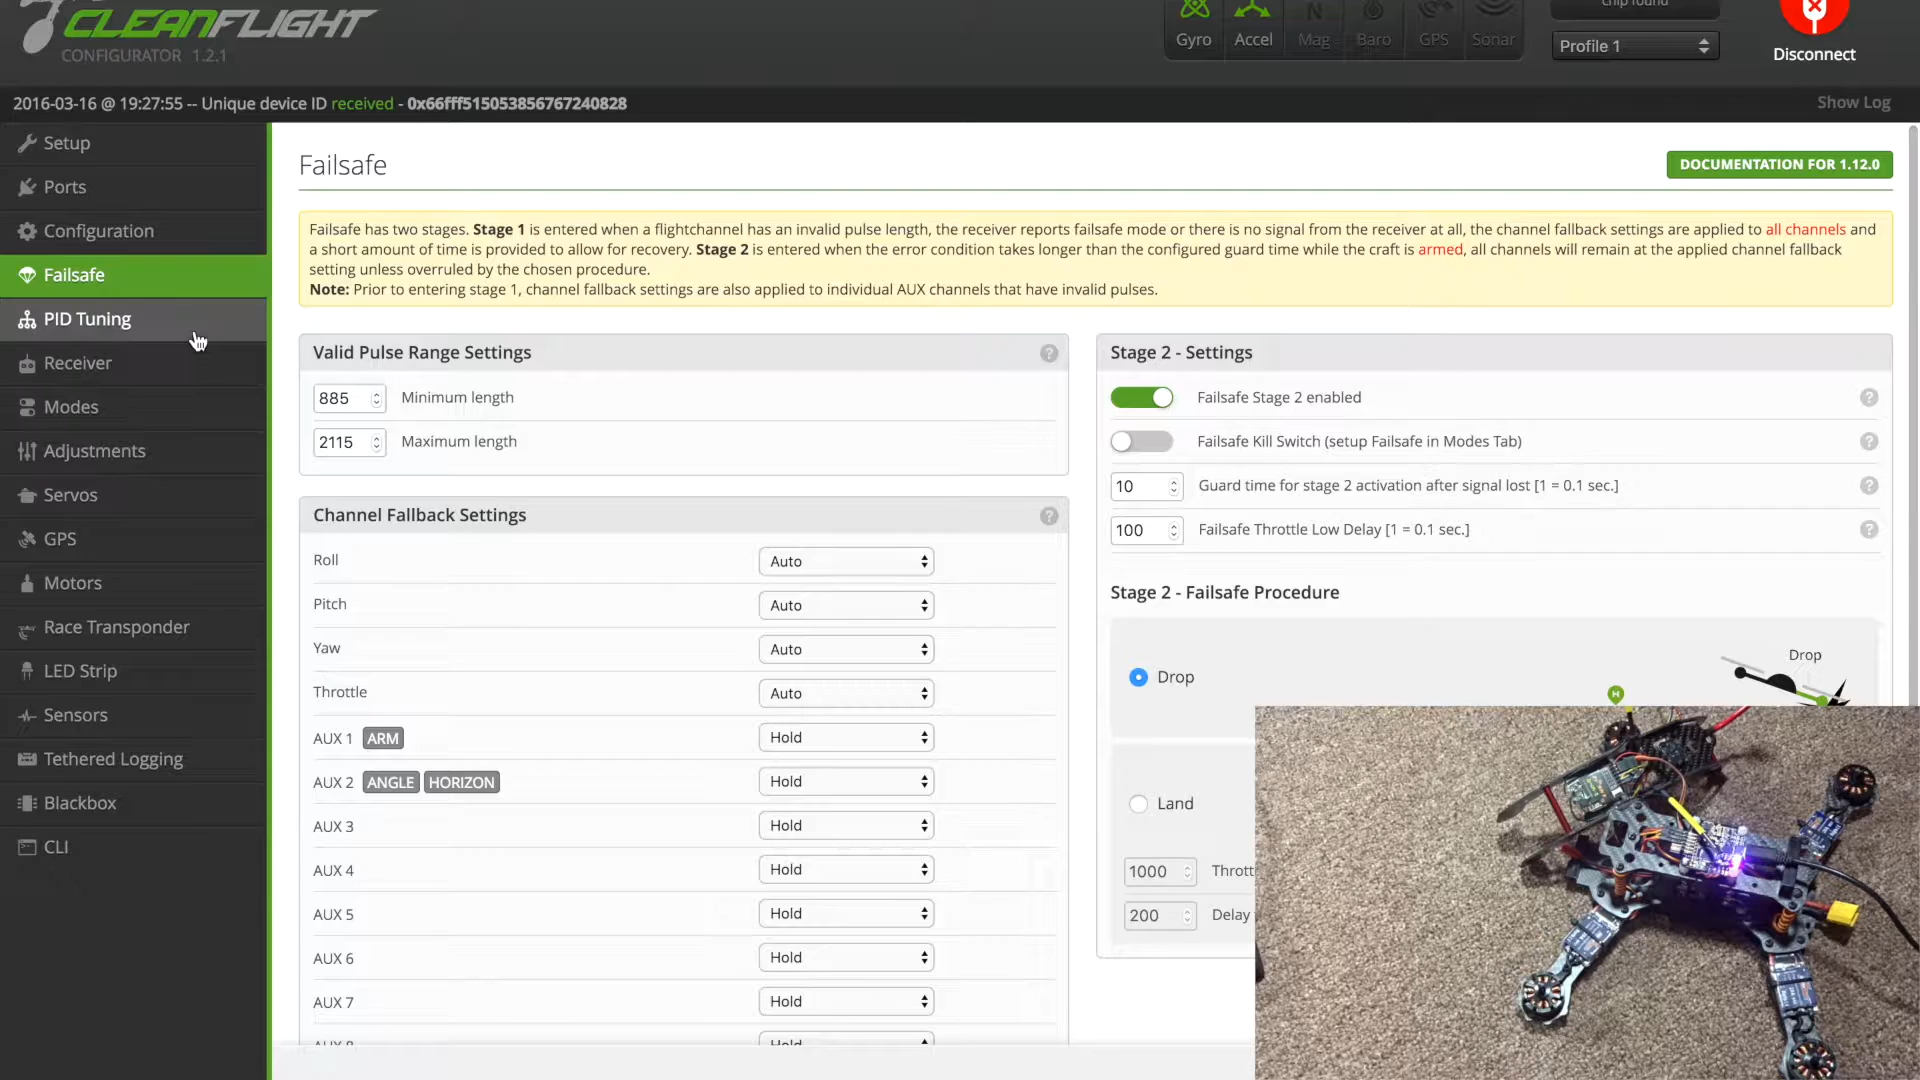 CLEANFLIGHT
CONFIGURATOR 1.2.1
Gyro
Accel
Mag
Baro
GPS
Sonar
chip found
Profile 1
Disconnect
2016-03-16 @ 19:27:55 -- Unique device ID received - 0x66fff515053856767240828
Show Log
Setup
Ports
Configuration
Failsafe
PID Tuning
Receiver
Modes
Adjustments
Servos
GPS
Motors
Race Transponder
LED Strip
Sensors
Tethered Logging
Blackbox
CLI
Failsafe
DOCUMENTATION FOR 1.12.0
Failsafe has two stages. Stage 1 is entered when a flightchannel has an invalid pulse length, the receiver reports failsafe mode or there is no signal from the receiver at all, the channel fallback settings are applied to all channels and
a short amount of time is provided to allow for recovery. Stage 2 is entered when the error condition takes longer than the configured guard time while the craft is armed, all channels will remain at the applied channel fallback
setting unless overruled by the chosen procedure.
Note: Prior to entering stage 1, channel fallback settings are also applied to individual AUX channels that have invalid pulses.
Valid Pulse Range Settings
885 Minimum length
2115 Maximum length
Channel Fallback Settings
Roll Auto
Pitch Auto
Yaw Auto
Throttle Auto
AUX 1 ARM Hold
AUX 2 ANGLE HORIZON Hold
AUX 3 Hold
AUX 4 Hold
AUX 5 Hold
AUX 6 Hold
AUX 7 Hold
AUX 8 Hold
Stage 2 - Settings
Failsafe Stage 2 enabled
Failsafe Kill Switch (setup Failsafe in Modes Tab)
10 Guard time for stage 2 activation after signal lost [1 = 0.1 sec.]
100 Failsafe Throttle Low Delay [1 = 0.1 sec.]
Stage 2 - Failsafe Procedure
Drop
Drop
H
Land
1000 Thrott
200 Delay